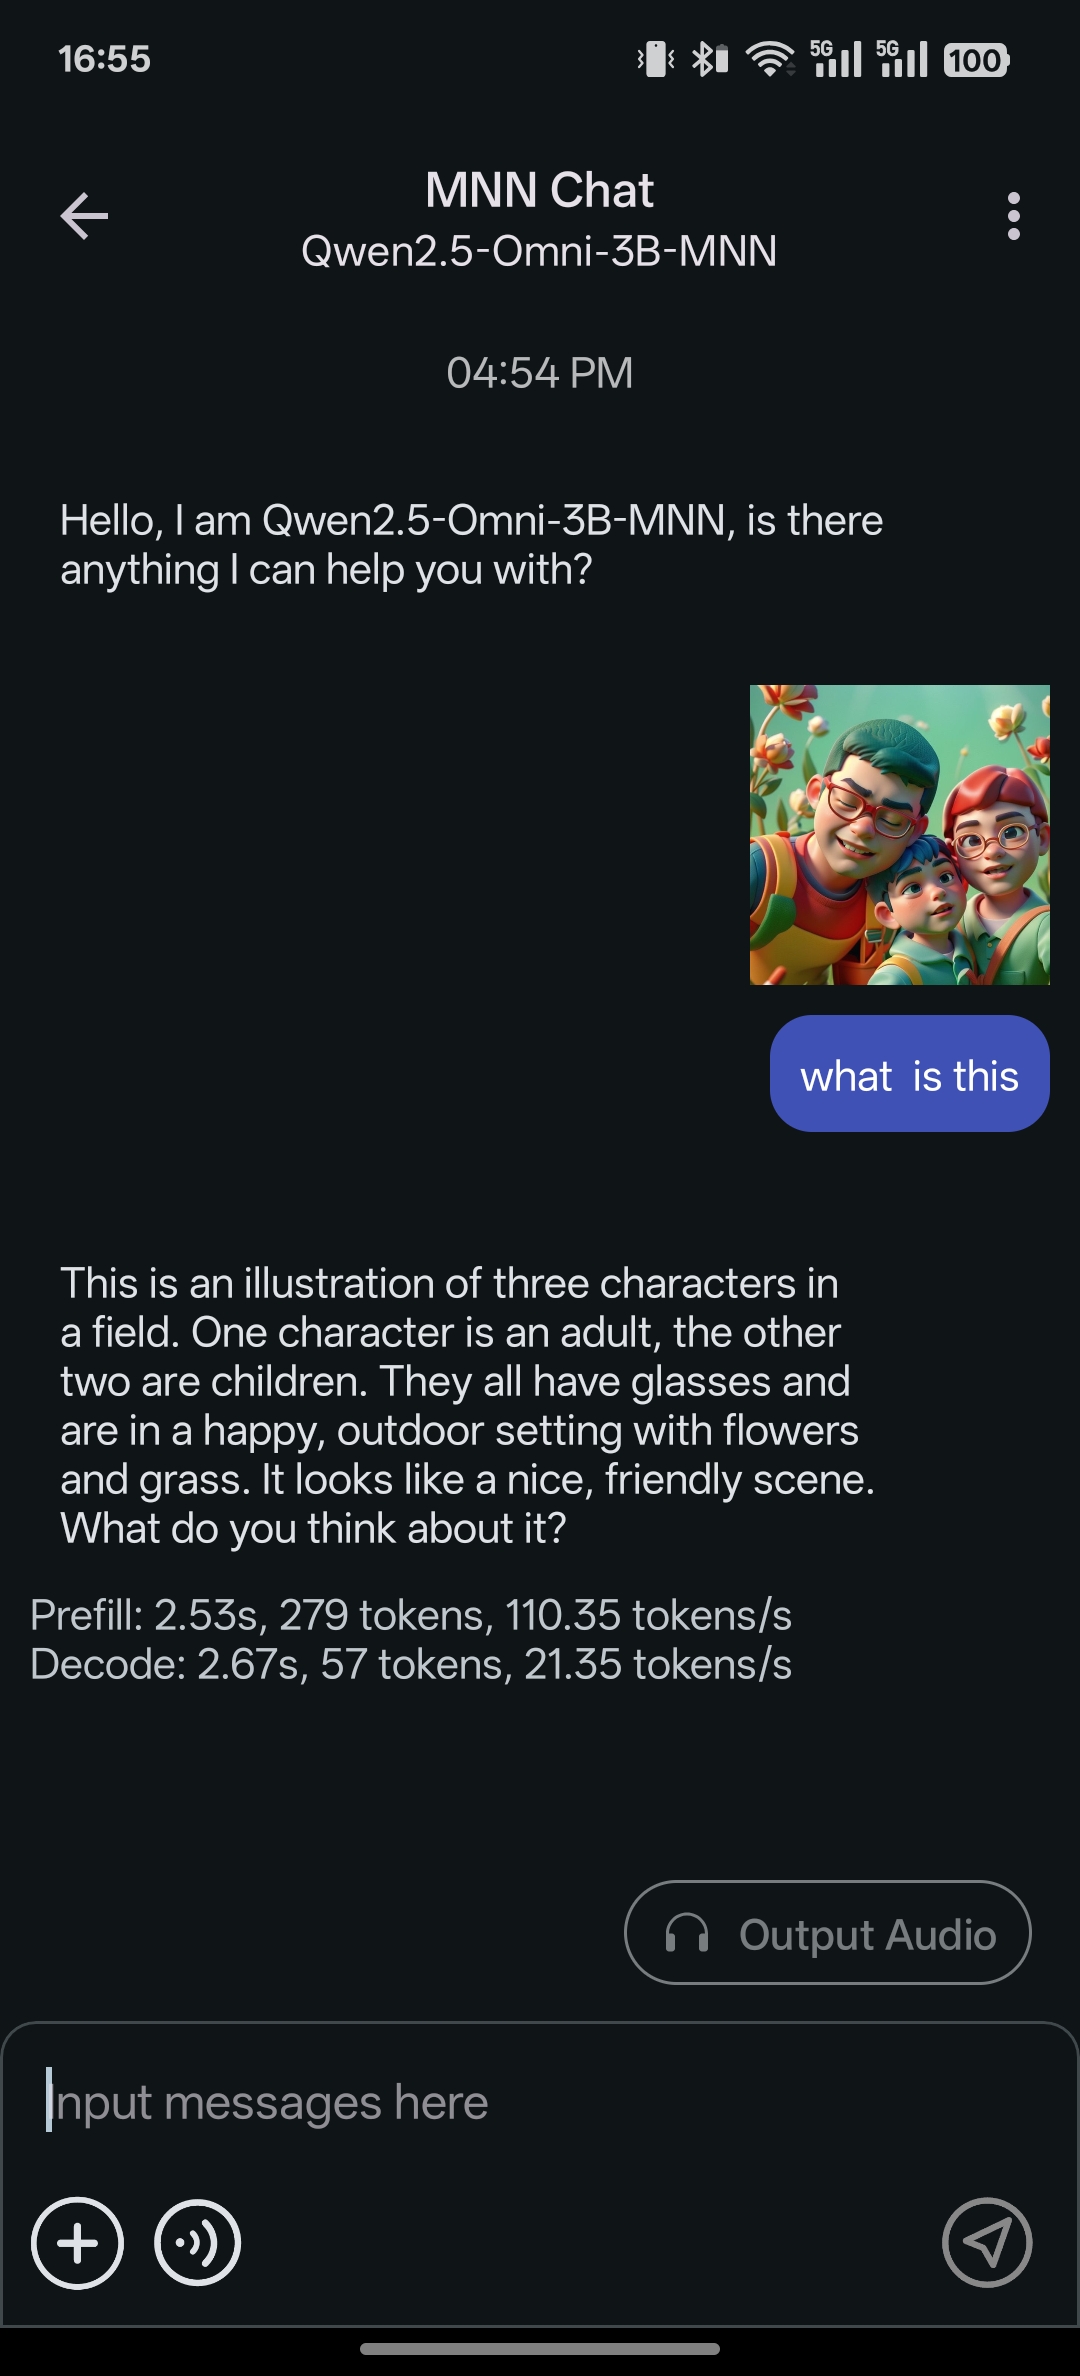 16:55
5G
5G
100
MNN Chat
Qwen2.5-Omni-3B-MNN
04:54 PM
Hello, I am Qwen2.5-Omni-3B-MNN, is there
anything I can help you with?
what  is this
This is an illustration of three characters in
a field. One character is an adult, the other
two are children. They all have glasses and
are in a happy, outdoor setting with flowers
and grass. It looks like a nice, friendly scene.
What do you think about it?
Prefill: 2.53s, 279 tokens, 110.35 tokens/s
Decode: 2.67s, 57 tokens, 21.35 tokens/s
Output Audio
Input messages here